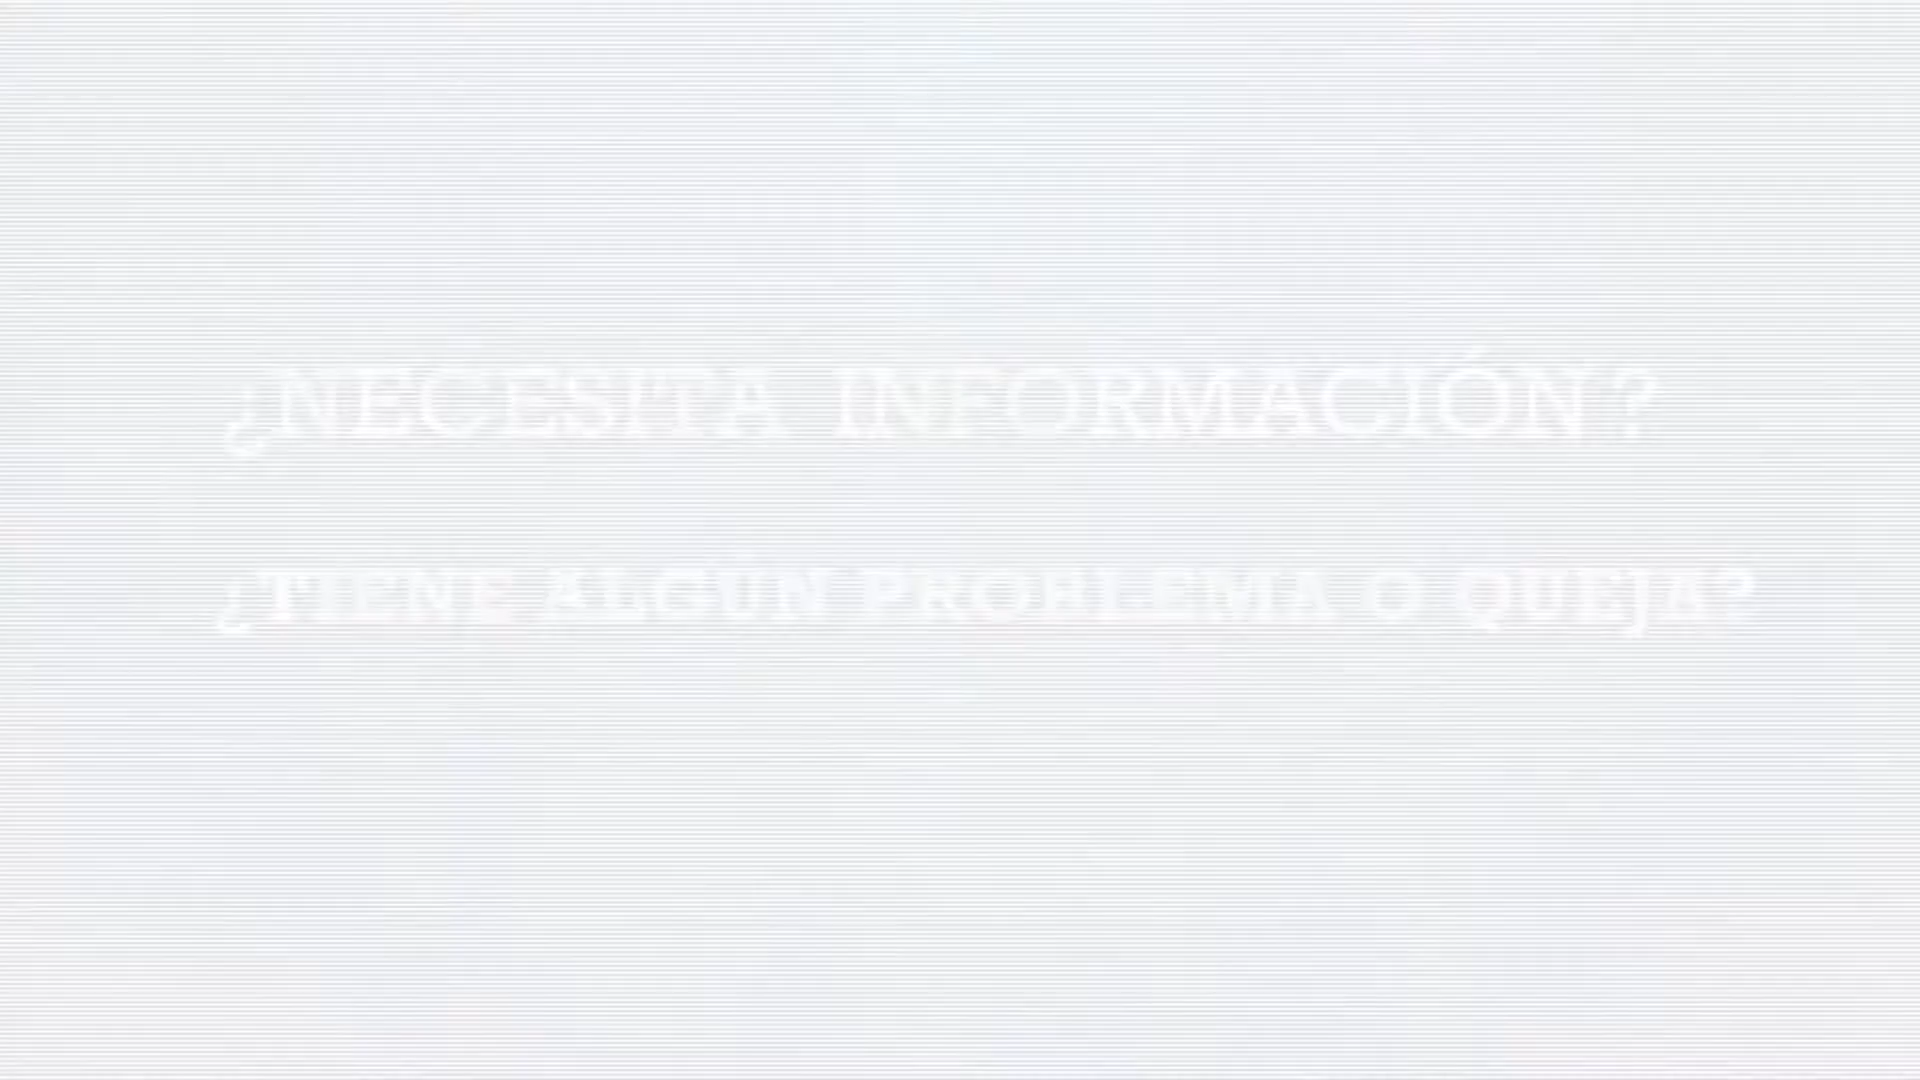 ¿NECESITA INFORMACIÓN?
¿TIENE ALGÚN PROBLEMA O QUEJA?